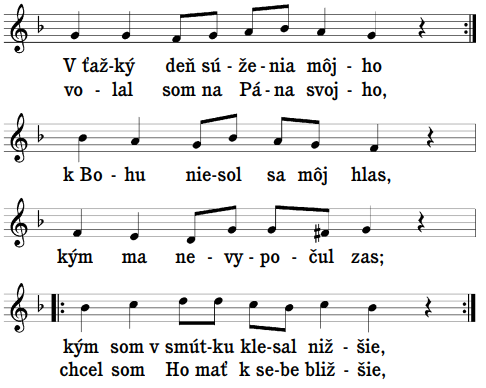 V ťaž-ký deň sú - že-nia môj-ho
vo - lal som na Pá-na svoj-ho,
k Bo - hu nie-sol sa môj hlas,
kým ma ne-vy-po-čul zas;
kým som v smút-ku kle-sal niž-šie,
chcel som Ho mať k se-be bliž-šie,